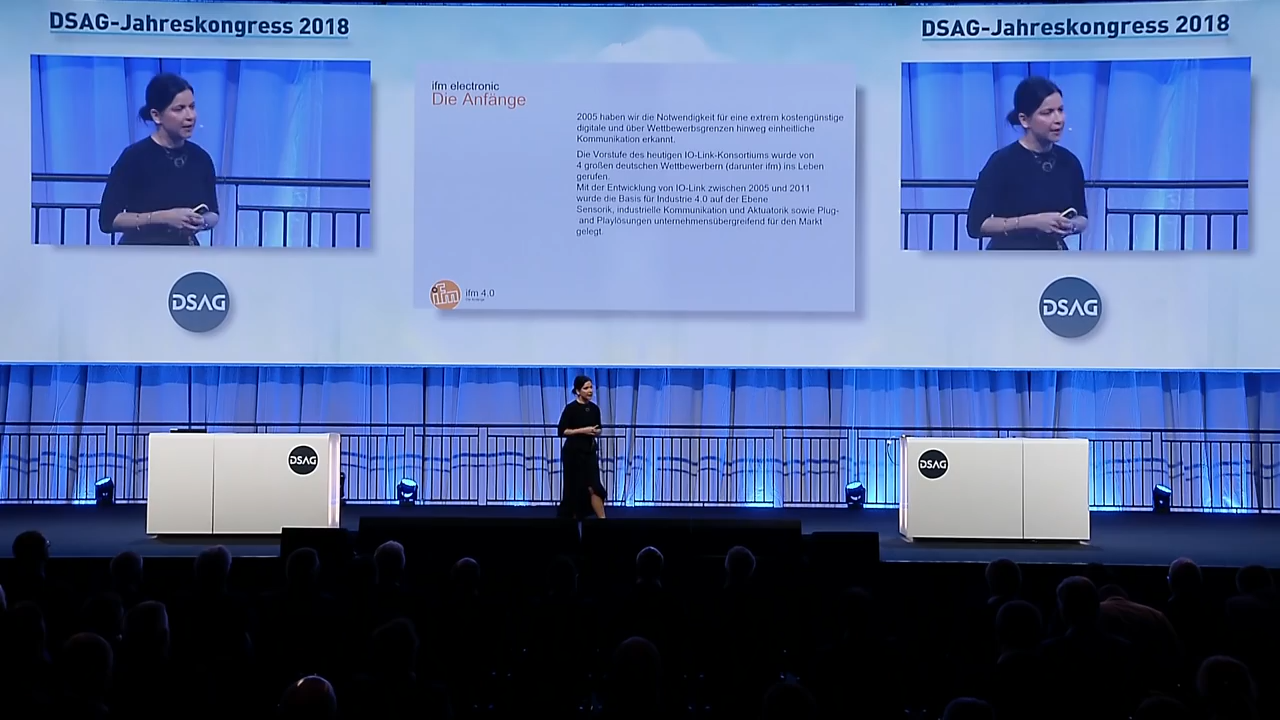 DSAG-Jahreskongress 2018
DSAG-Jahreskongress 2018
ifm electronic
Die Anfänge
2005 haben wir die Notwendigkeit für eine extrem kostengünstige
digitale und über Wettbewerbsgrenzen hinweg einheitliche
Kommunikation erkannt.
Die Vorstufe des heutigen IO-Link-Konsortiums wurde von
4 großen deutschen Wettbewerbern (darunter ifm) ins Leben
gerufen.
Mit der Entwicklung von IO-Link zwischen 2005 und 2011
wurde die Basis für Industrie 4.0 auf der Ebene
Sensorik, industrielle Kommunikation und Aktuatorik sowie Plug-
and Playlösungen unternehmensübergreifend für den Markt
gelegt.
ifm
ifm 4.0
Die Anfänge
DSAG
DSAG
DSAG
DSAG